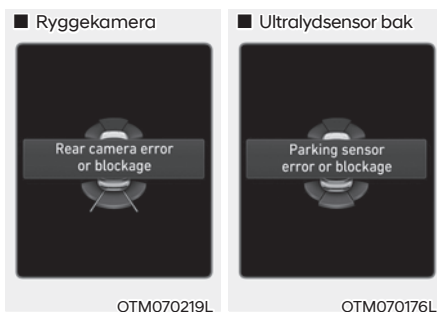 ■ Ryggekamera
Rear camera error
or blockage
OTM070219L
■ Ultralydsensor bak
Parking sensor
error or blockage
OTM070176L